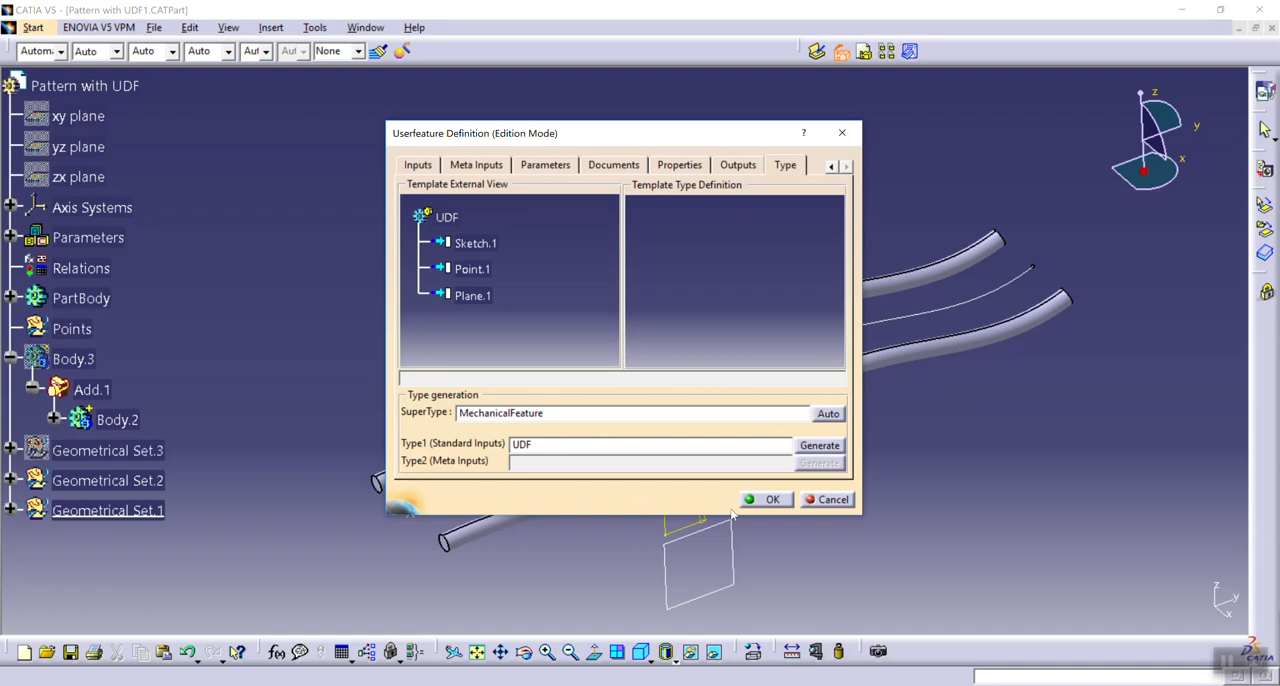 CATIA V5 - [Pattern with UDF1.CATPart]
Start ENOVIA V5 VPM File Edit View Insert Tools Window Help
Autom Auto Auto Auto Aut Aut None
Pattern with UDF
xy plane
yz plane
zx plane
Axis Systems
Parameters
Relations
PartBody
Points
Body.3
Add.1
Body.2
Geometrical Set.3
Geometrical Set.2
Geometrical Set.1
Userfeature Definition (Edition Mode) ?
Inputs Meta Inputs Parameters Documents Properties Outputs Type
Template External View Template Type Definition
UDF
Sketch.1
Point.1
Plane.1
Type generation
SuperType : MechanicalFeature Auto
Type1 (Standard Inputs) UDF Generate
Type2 (Meta Inputs) Generate
OK Cancel
z
y
x
z
y
x
f(x)
CATIA